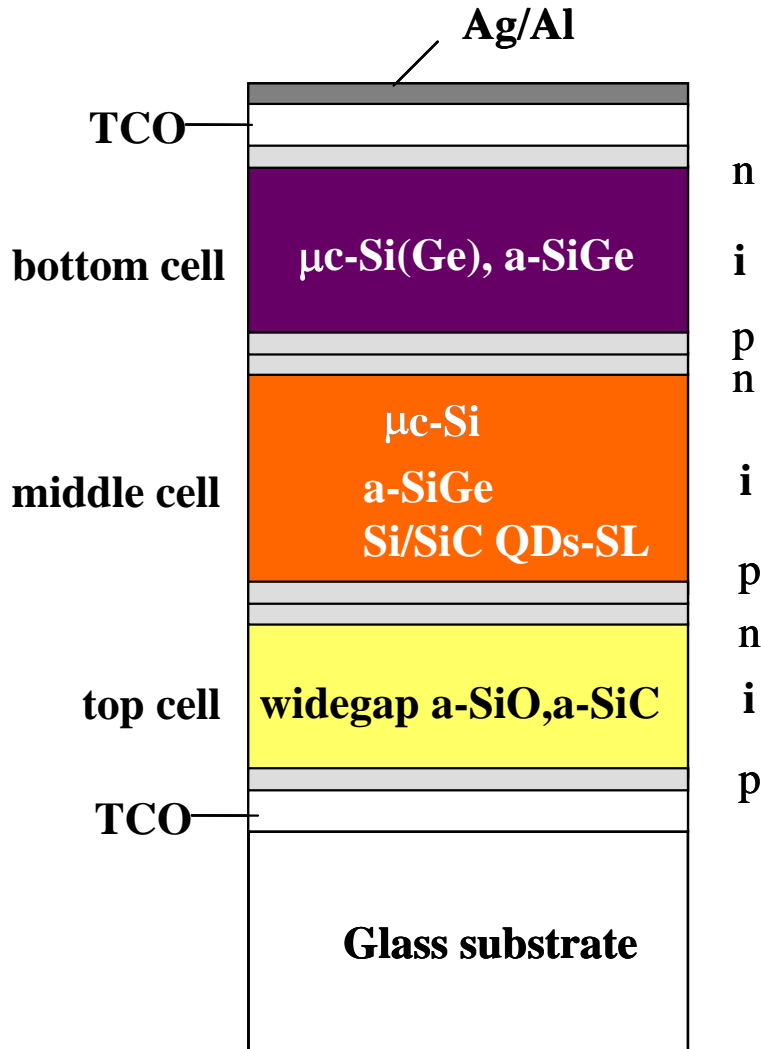 Ag/Al
TCO
n
bottom cell
μc-Si(Ge), a-SiGe
i
p
n
μc-Si
middle cell
a-SiGe
i
Si/SiC QDs-SL
p
n
top cell
widegap a-SiO,a-SiC
i
p
TCO
Glass substrate